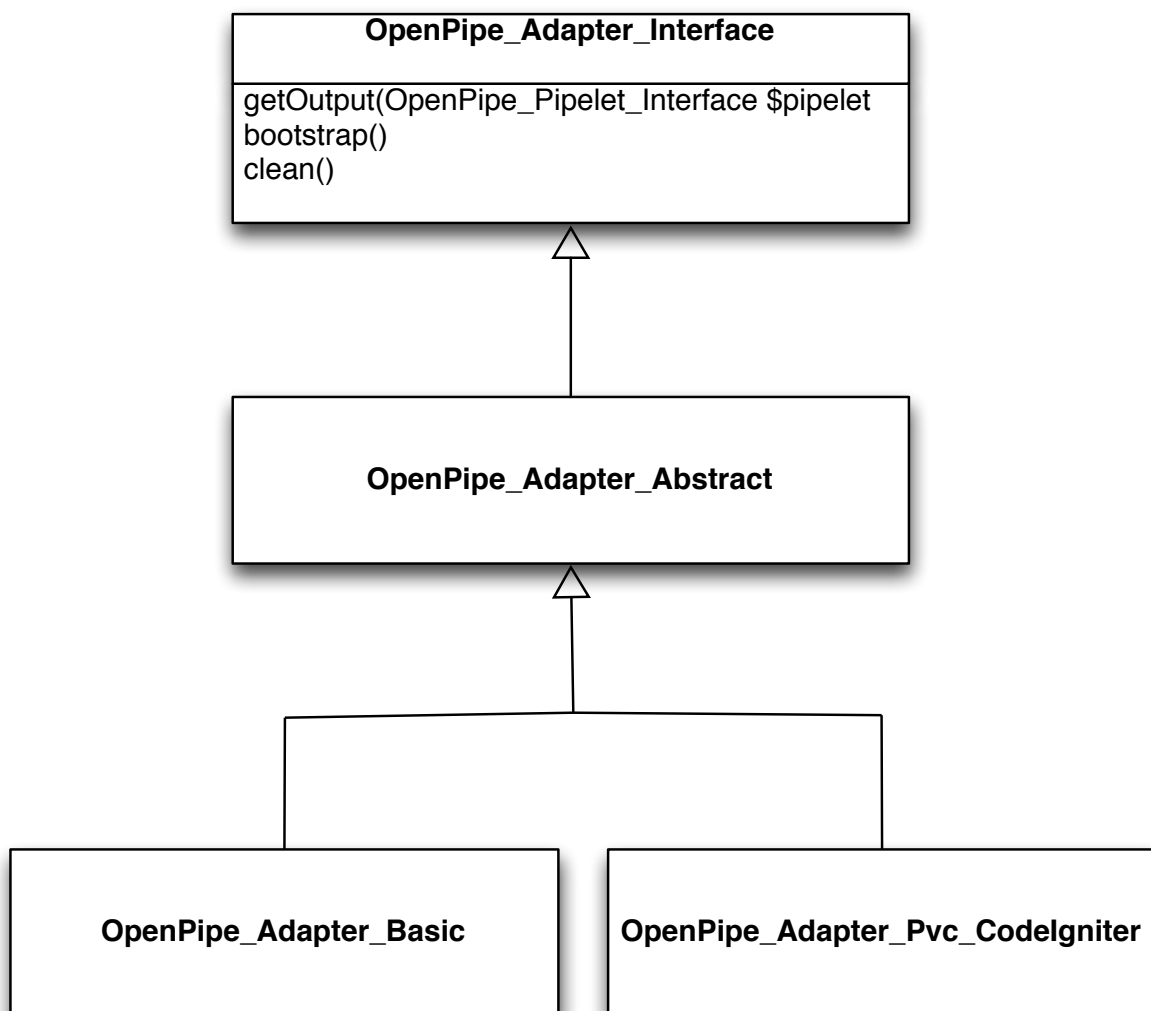 OpenPipe_Adapter_Interface
getOutput(OpenPipe_Pipelet_Interface $pipelet
bootstrap()
clean()
OpenPipe_Adapter_Abstract
OpenPipe_Adapter_Basic
OpenPipe_Adapter_Pvc_CodeIgniter